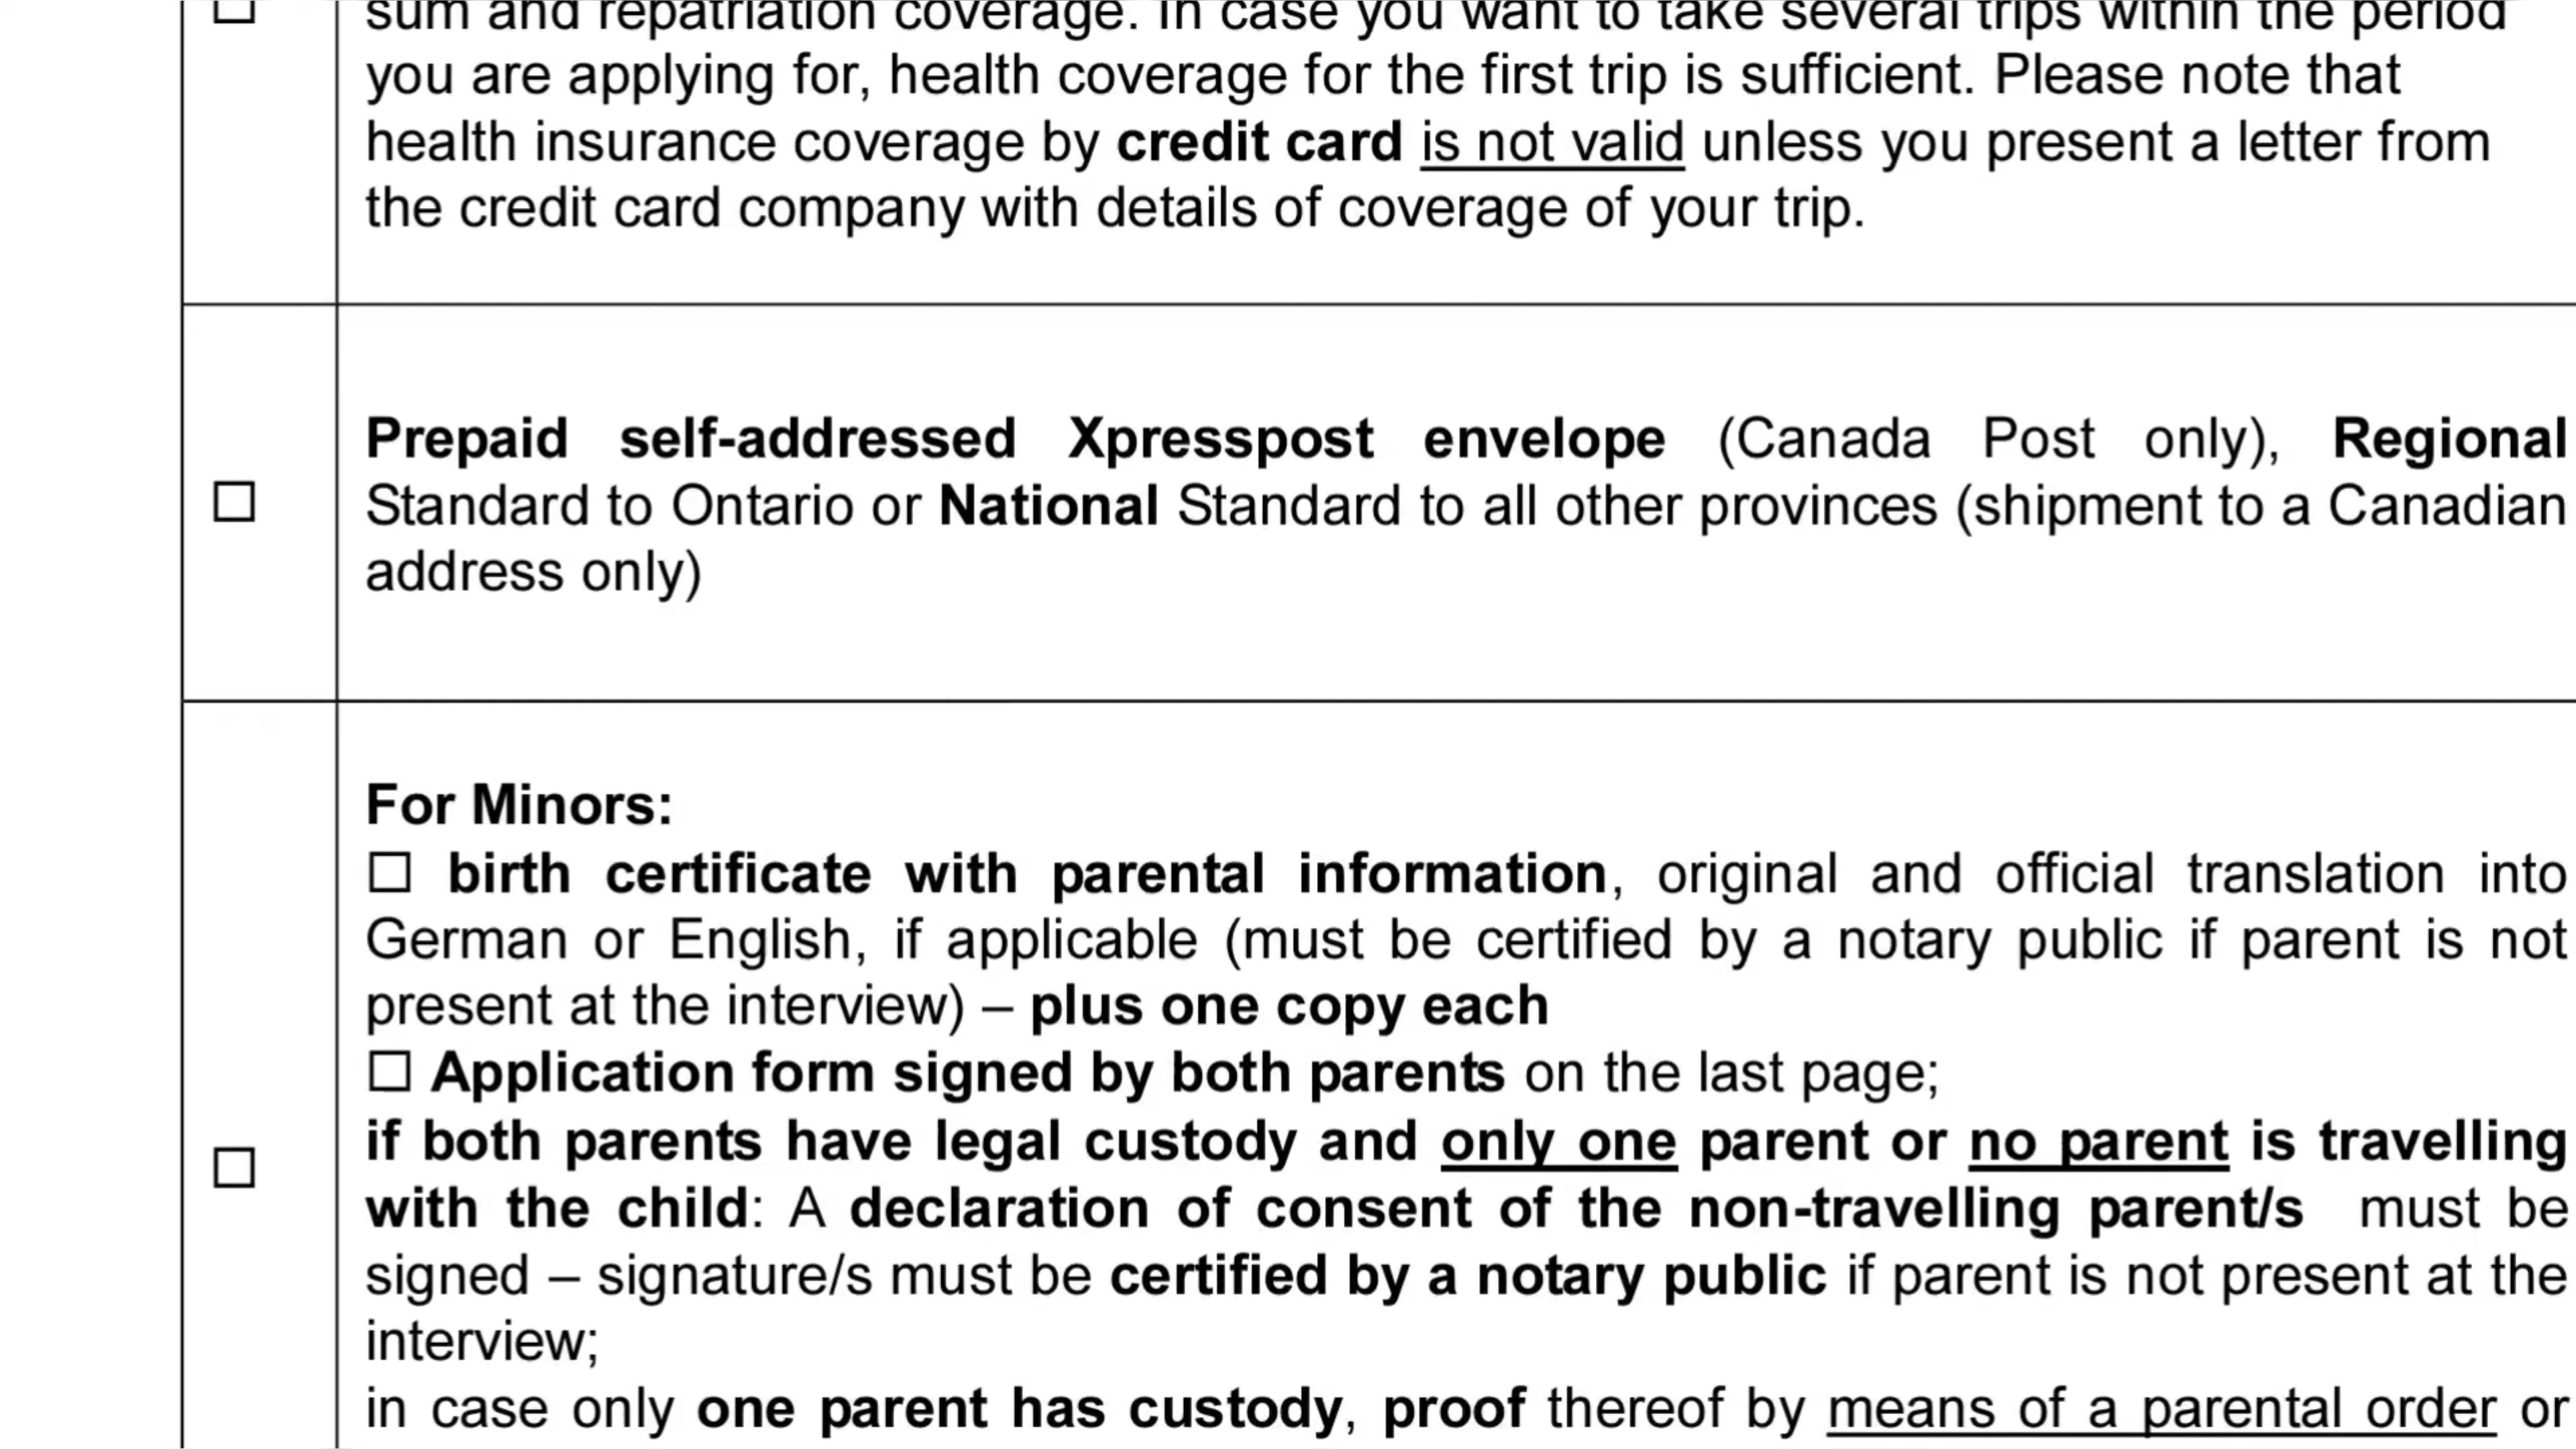 sum and repatriation coverage. In case you want to take several trips within the period
you are applying for, health coverage for the first trip is sufficient. Please note that
health insurance coverage by credit card is not valid unless you present a letter from
the credit card company with details of coverage of your trip.
Prepaid self-addressed Xpresspost envelope (Canada Post only), Regional
Standard to Ontario or National Standard to all other provinces (shipment to a Canadian
address only)
For Minors:
☐ birth certificate with parental information, original and official translation into
German or English, if applicable (must be certified by a notary public if parent is not
present at the interview) – plus one copy each
☐ Application form signed by both parents on the last page;
if both parents have legal custody and only one parent or no parent is travelling
with the child: A declaration of consent of the non-travelling parent/s must be
signed – signature/s must be certified by a notary public if parent is not present at the
interview;
in case only one parent has custody, proof thereof by means of a parental order or